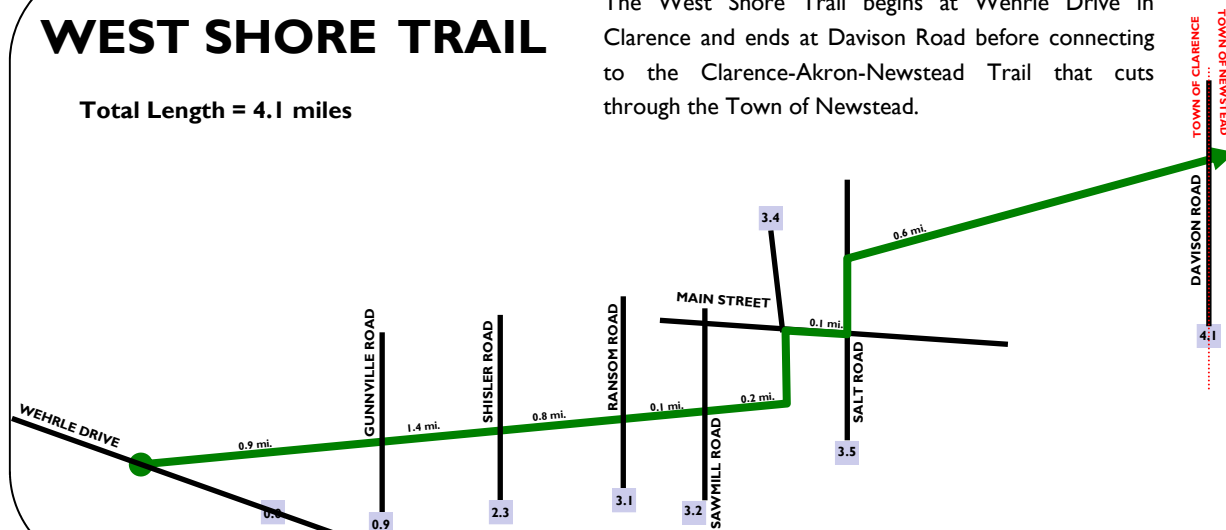 The West Shore Trail begins at Wehrle Drive in
WEST SHORE TRAIL
Clarence and ends at Davison Road before connecting
to the Clarence-Akron-Newstead Trail that cuts
through the Town of Newstead.
Total Length = 4.1 miles
TOWN OF CLARENCE
TOWN OF NEWSTEAD
DAVISON ROAD
4.1
0.6 mi.
3.4
MAIN STREET
0.1 mi.
SALT ROAD
3.5
GUNNVILLE ROAD
SHISLER ROAD
RANSOM ROAD
SAWMILL ROAD
WEHRLE DRIVE
0.9 mi.
1.4 mi.
0.8 mi.
0.1 mi.
0.2 mi.
0.0
0.9
2.3
3.1
3.2